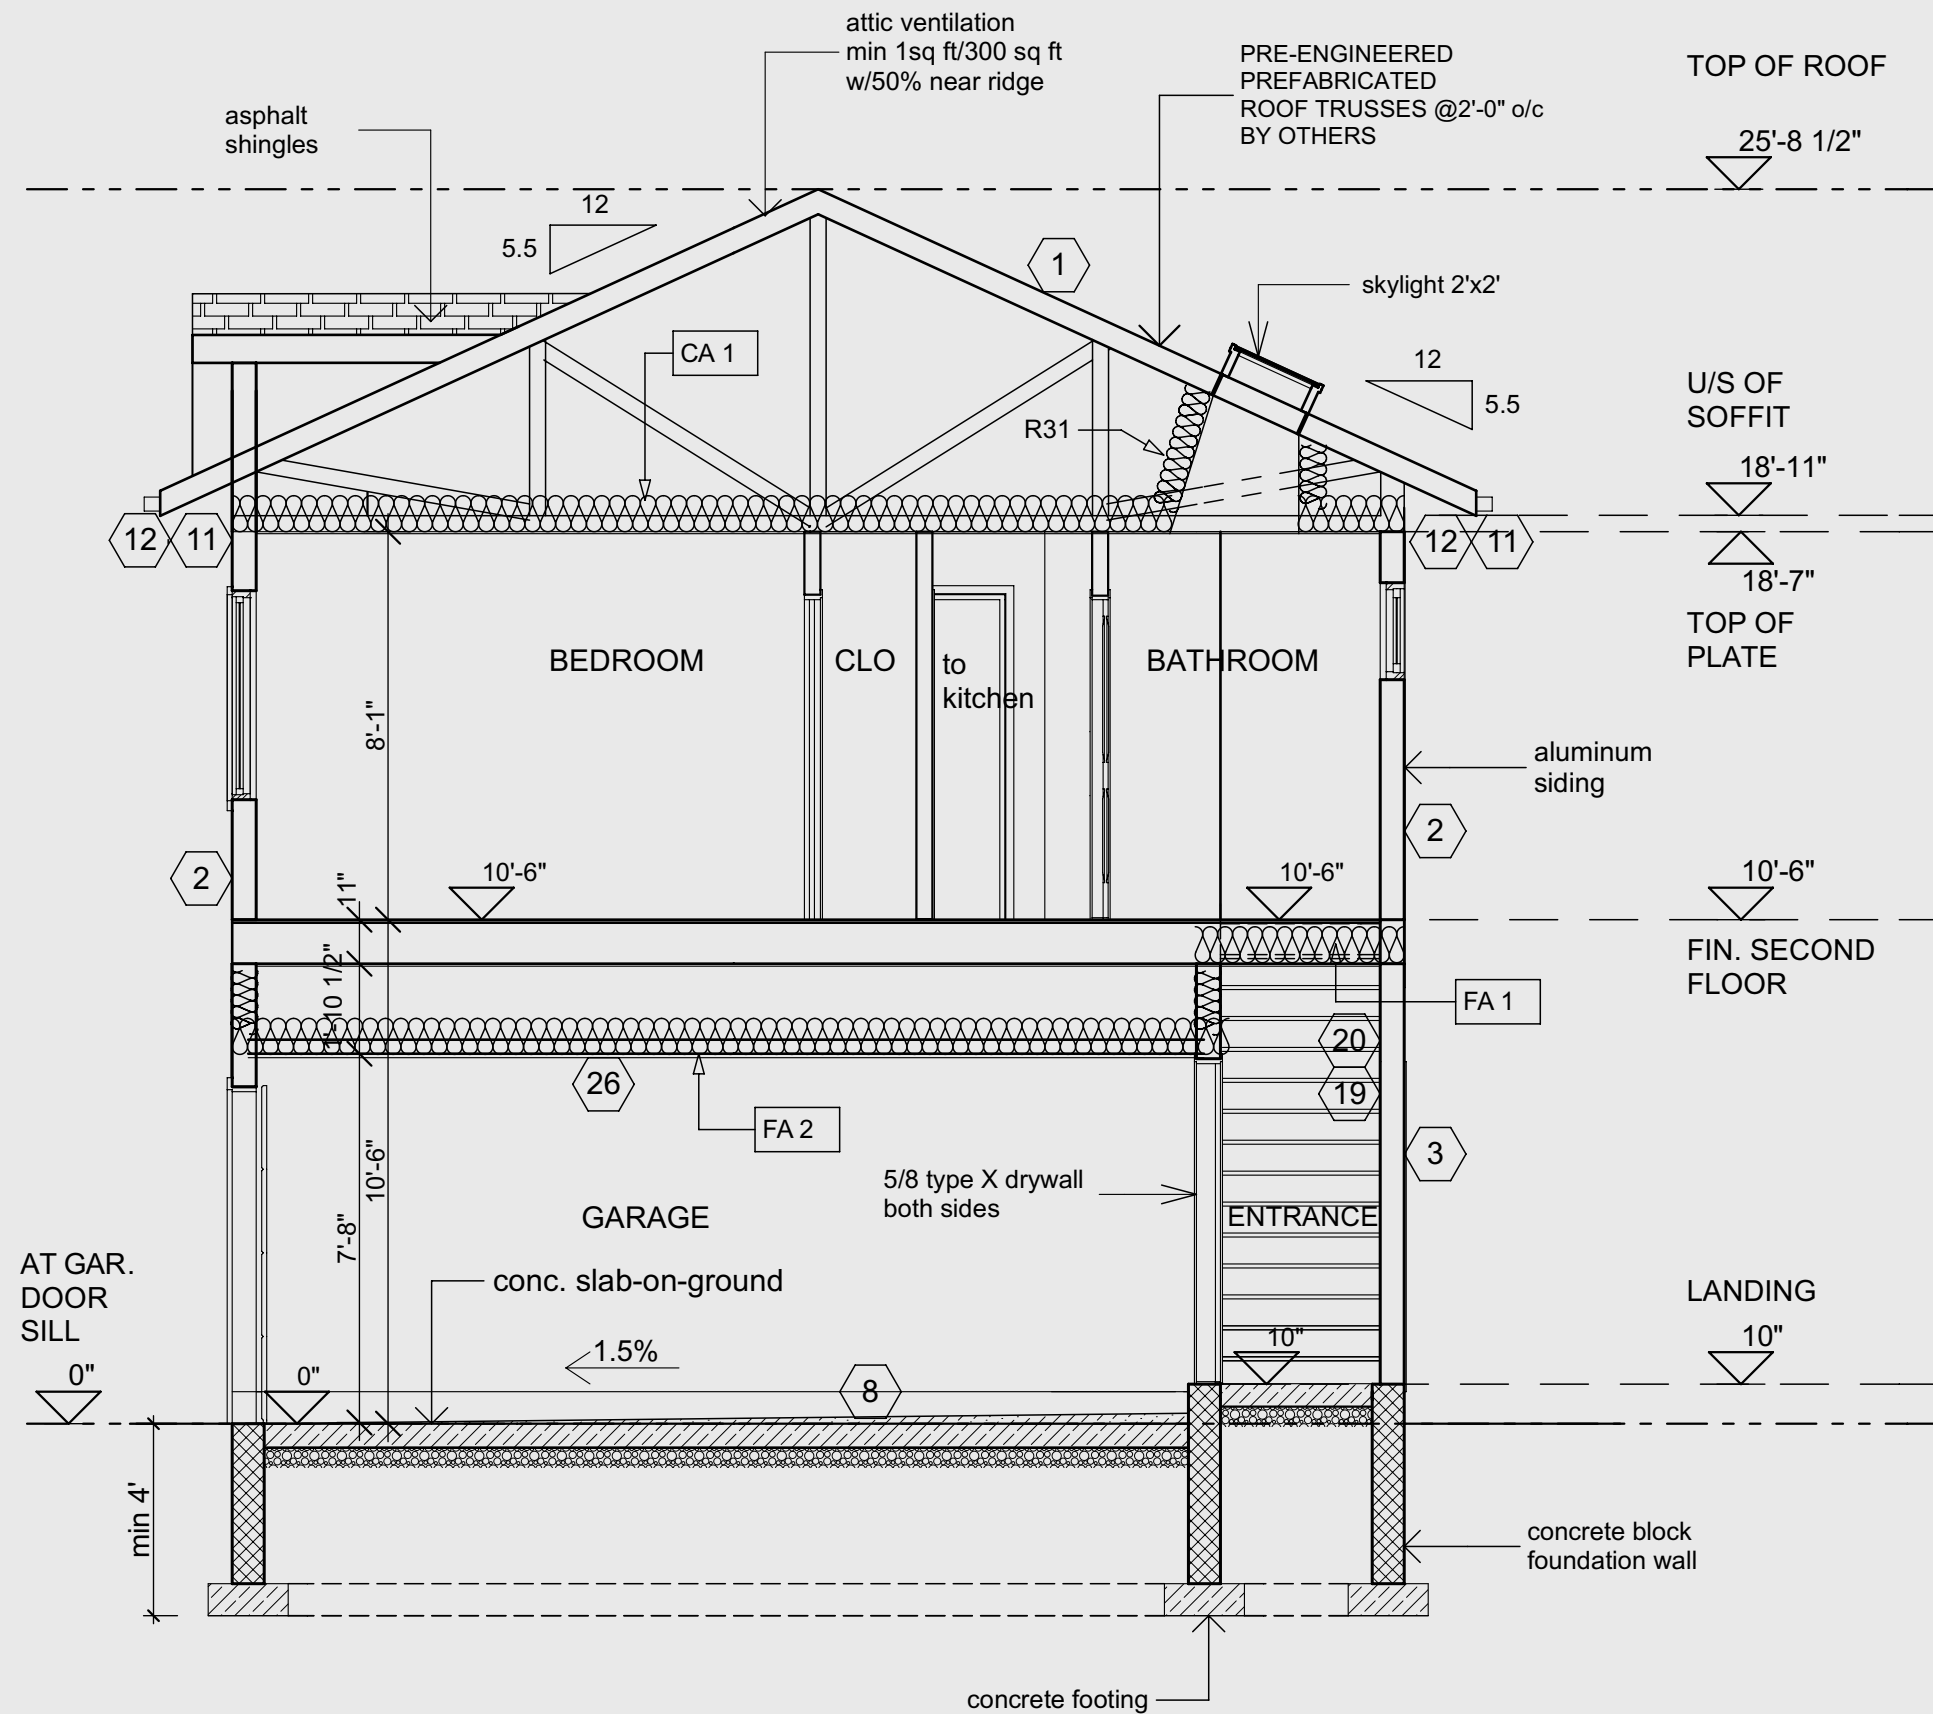 attic ventilation
min 1sq ft/300 sq ft
w/50% near ridge
PRE-ENGINEERED
PREFABRICATED
ROOF TRUSSES @2'-0" o/c
BY OTHERS
TOP OF ROOF
25'-8 1/2"
asphalt
shingles
12
5.5
1
skylight 2'x2'
CA 1
12
5.5
R31
U/S OF
SOFFIT
18'-11"
12
11
12
11
18'-7"
TOP OF
PLATE
BEDROOM
CLO
to
kitchen
BATHROOM
8'-1"
aluminum
siding
2
2
10'-6"
10'-6"
10'-6"
11"
FIN. SECOND
FLOOR
1'-10 1/2"
FA 1
20
19
26
FA 2
3
10'-6"
7'-8"
5/8 type X drywall
both sides
GARAGE
ENTRANCE
AT GAR.
DOOR
SILL
0"
conc. slab-on-ground
LANDING
10"
1.5%
10"
0"
8
min 4'
concrete block
foundation wall
concrete footing